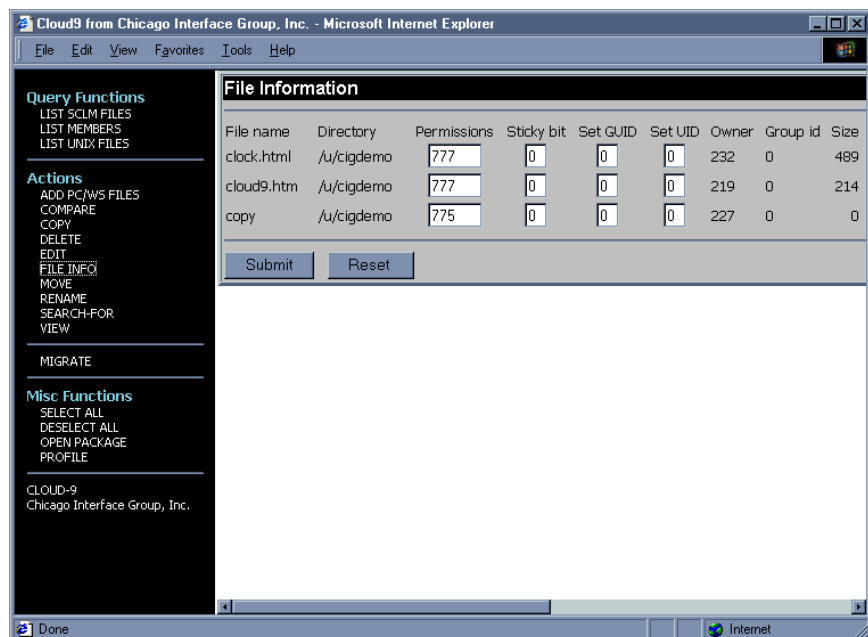 Cloud9 from Chicago Interface Group, Inc. - Microsoft Internet Explorer
File Edit View Favorites Tools Help
Query Functions
LIST SCLM FILES
LIST MEMBERS
LIST UNIX FILES
Actions
ADD PC/WS FILES
COMPARE
COPY
DELETE
EDIT
FILE INFO
MOVE
RENAME
SEARCH-FOR
VIEW
MIGRATE
Misc Functions
SELECT ALL
DESELECT ALL
OPEN PACKAGE
PROFILE
CLOUD-9
Chicago Interface Group, Inc.
File Information
File name Directory Permissions Sticky bit Set GUID Set UID Owner Group id Size
clock.html /u/cigdemo 777 0 0 0 232 0 489
cloud9.htm /u/cigdemo 777 0 0 0 219 0 214
copy /u/cigdemo 775 0 0 0 227 0 0
Submit Reset
Done Internet